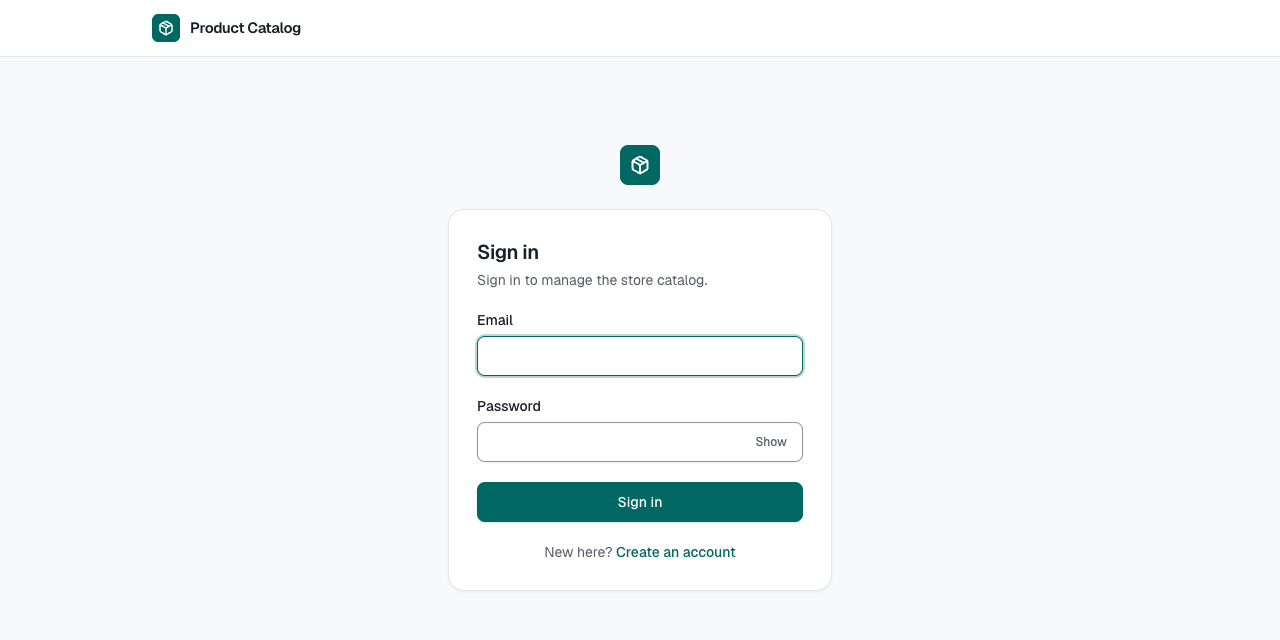 Product Catalog
Sign in
Sign in to manage the store catalog.
Email
Password
Show
Sign in
New here? Create an account